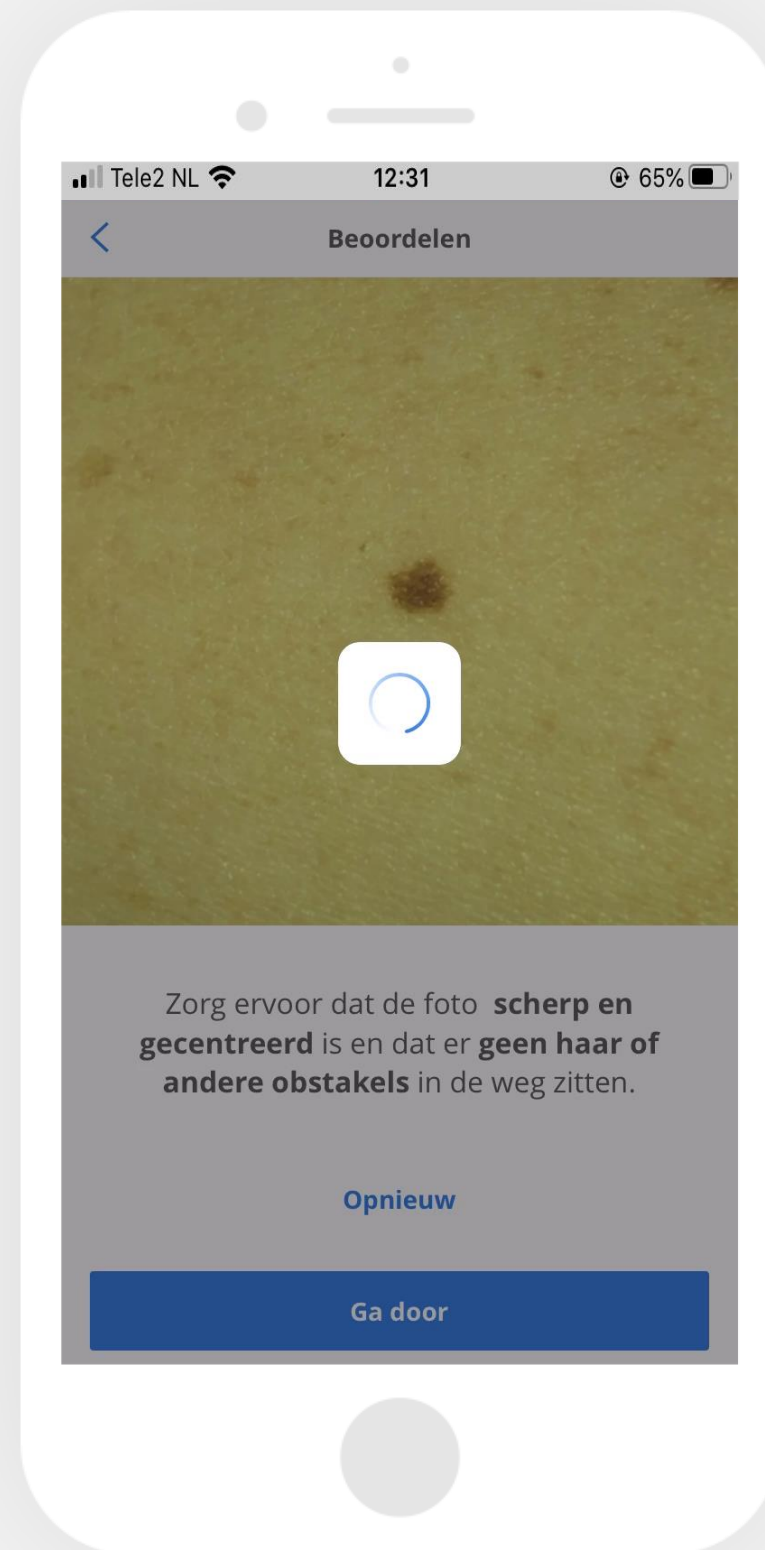 Tele2 NL 12:31 65%
Beoordelen
Zorg ervoor dat de foto scherp en
gecentreerd is en dat er geen haar of
andere obstakels in de weg zitten.
Opnieuw
Ga door